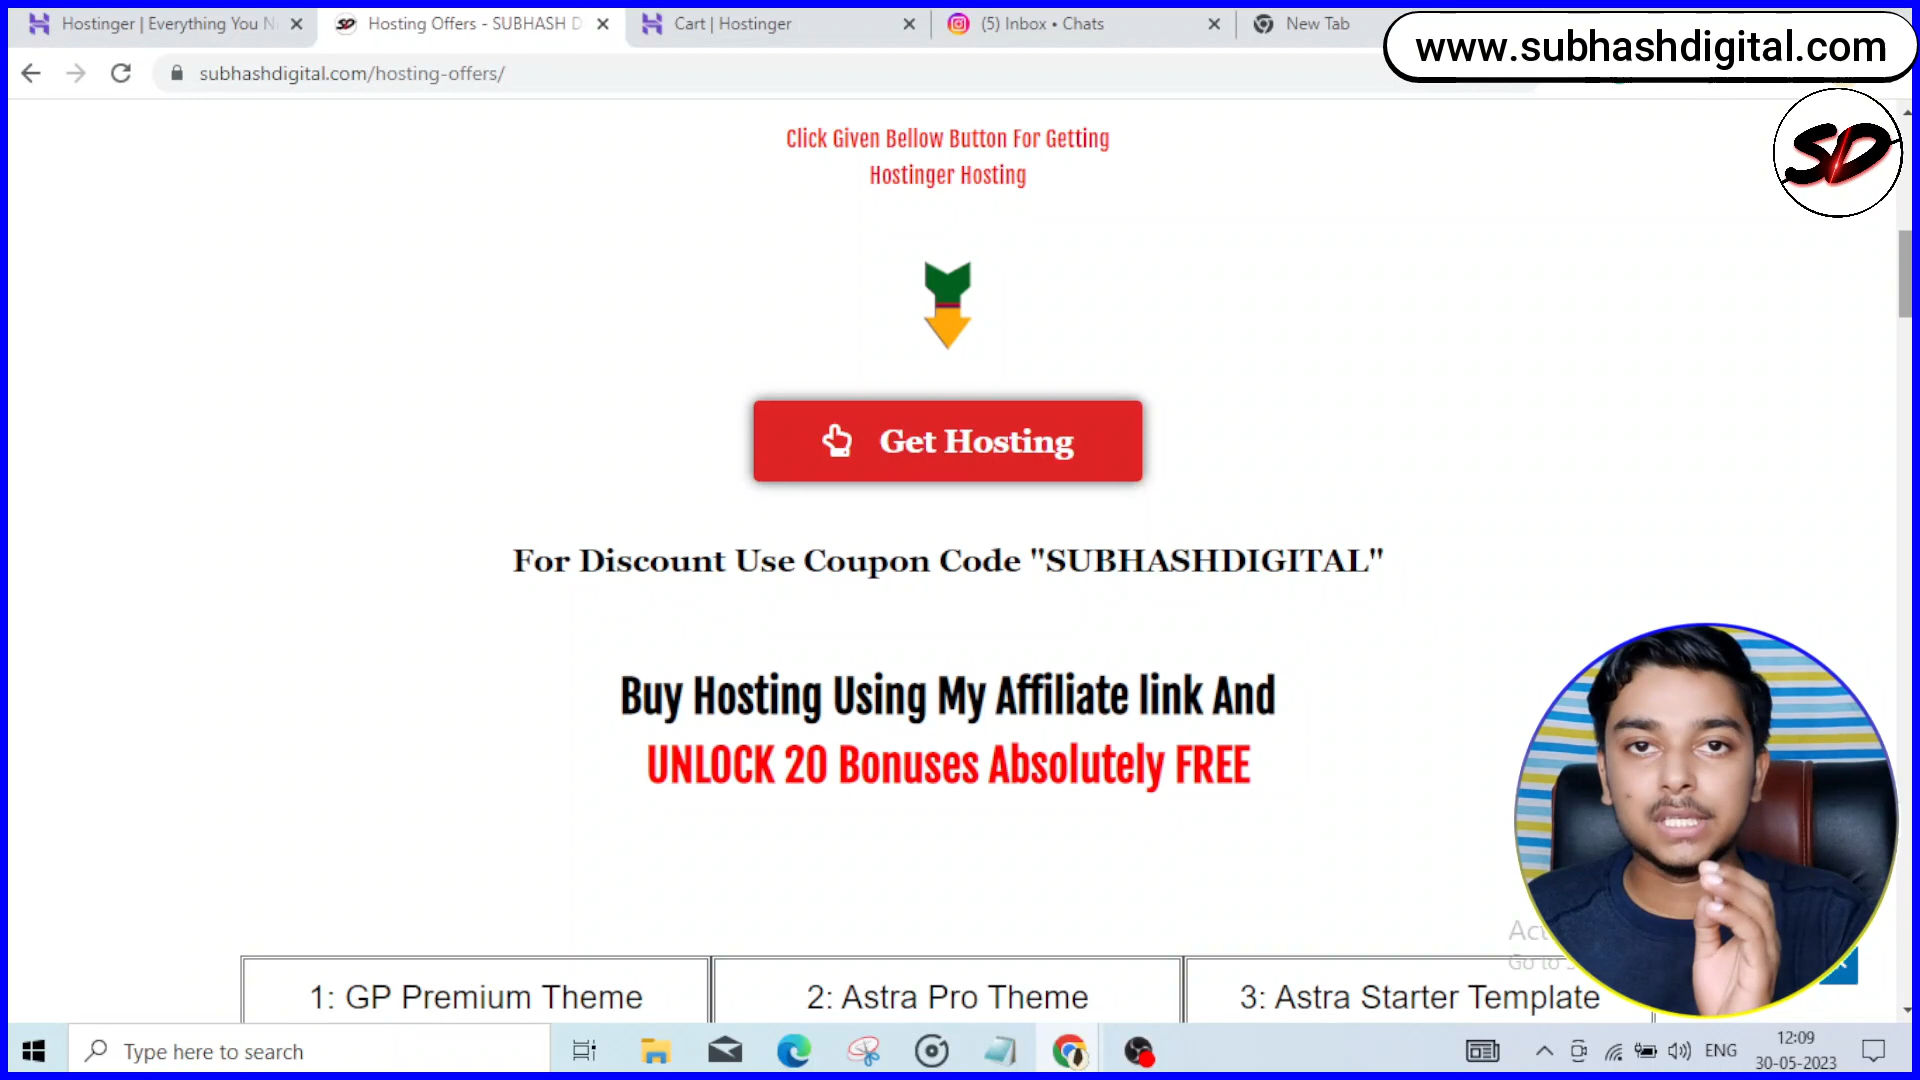 Hostinger | Everything You N
Hosting Offers - SUBHASH D
Cart | Hostinger
(5) Inbox • Chats
New Tab
www.subhashdigital.com
subhashdigital.com/hosting-offers/
SD
Click Given Bellow Button For Getting
Hostinger Hosting
Get Hosting
For Discount Use Coupon Code "SUBHASHDIGITAL"
Buy Hosting Using My Affiliate link And
UNLOCK 20 Bonuses Absolutely FREE
Go to
1: GP Premium Theme
2: Astra Pro Theme
3: Astra Starter Template
Type here to search
ENG
12:09
30-05-2023